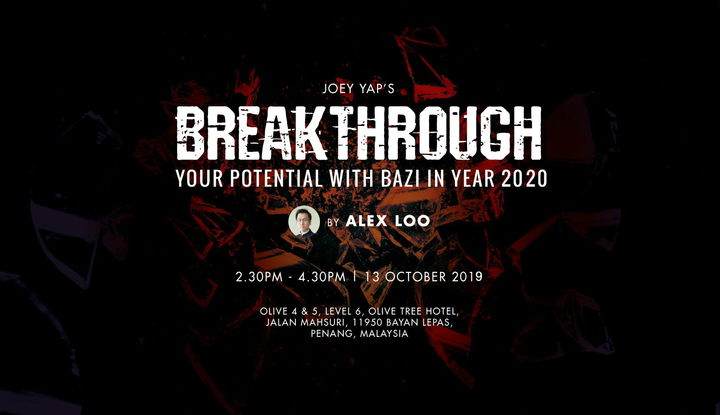 JOEY YAP'S
BREAKTHROUGH
YOUR POTENTIAL WITH BAZI IN YEAR 2020
BY ALEX LOO
2.30PM - 4.30PM | 13 OCTOBER 2019
OLIVE 4 & 5, LEVEL 6, OLIVE TREE HOTEL,
JALAN MAHSURI, 11950 BAYAN LEPAS,
PENANG, MALAYSIA